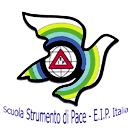 Scuola Strumento di Pace - E.I.P. Italia